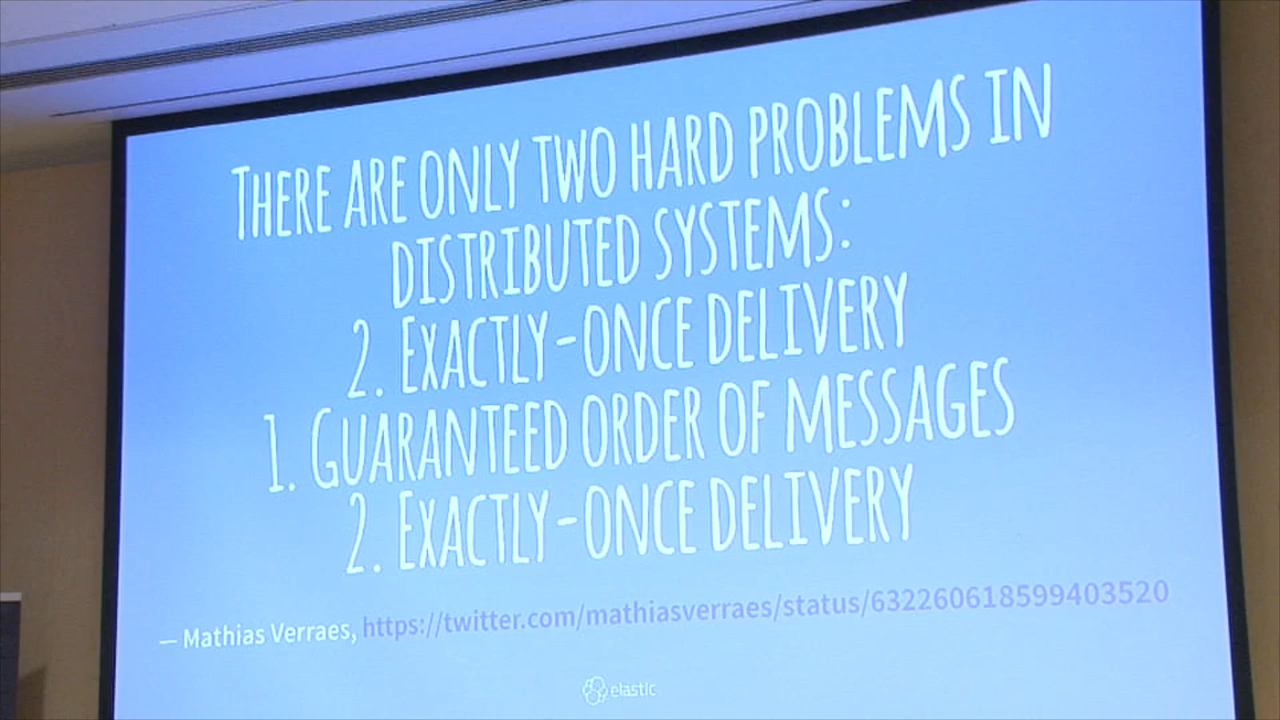 THERE ARE ONLY TWO HARD PROBLEMS IN
DISTRIBUTED SYSTEMS:
2. EXACTLY-ONCE DELIVERY
1. GUARANTEED ORDER OF MESSAGES
2. EXACTLY-ONCE DELIVERY
— Mathias Verraes, https://twitter.com/mathiasverraes/status/632260618599403520
elastic